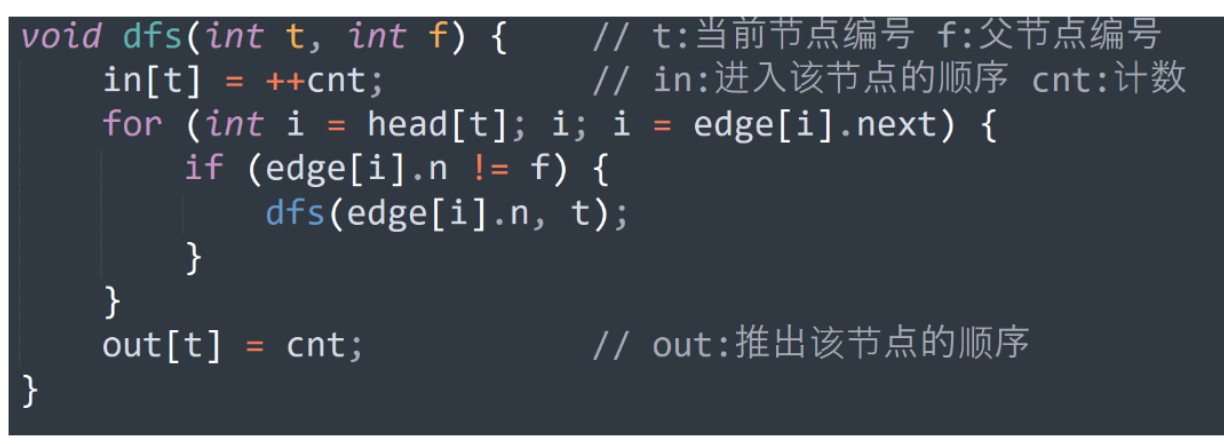 void dfs(int t, int f) {    // t:当前节点编号 f:父节点编号
    in[t] = ++cnt;          // in:进入该节点的顺序 cnt:计数
    for (int i = head[t]; i; i = edge[i].next) {
        if (edge[i].n != f) {
            dfs(edge[i].n, t);
        }
    }
    out[t] = cnt;           // out:推出该节点的顺序
}